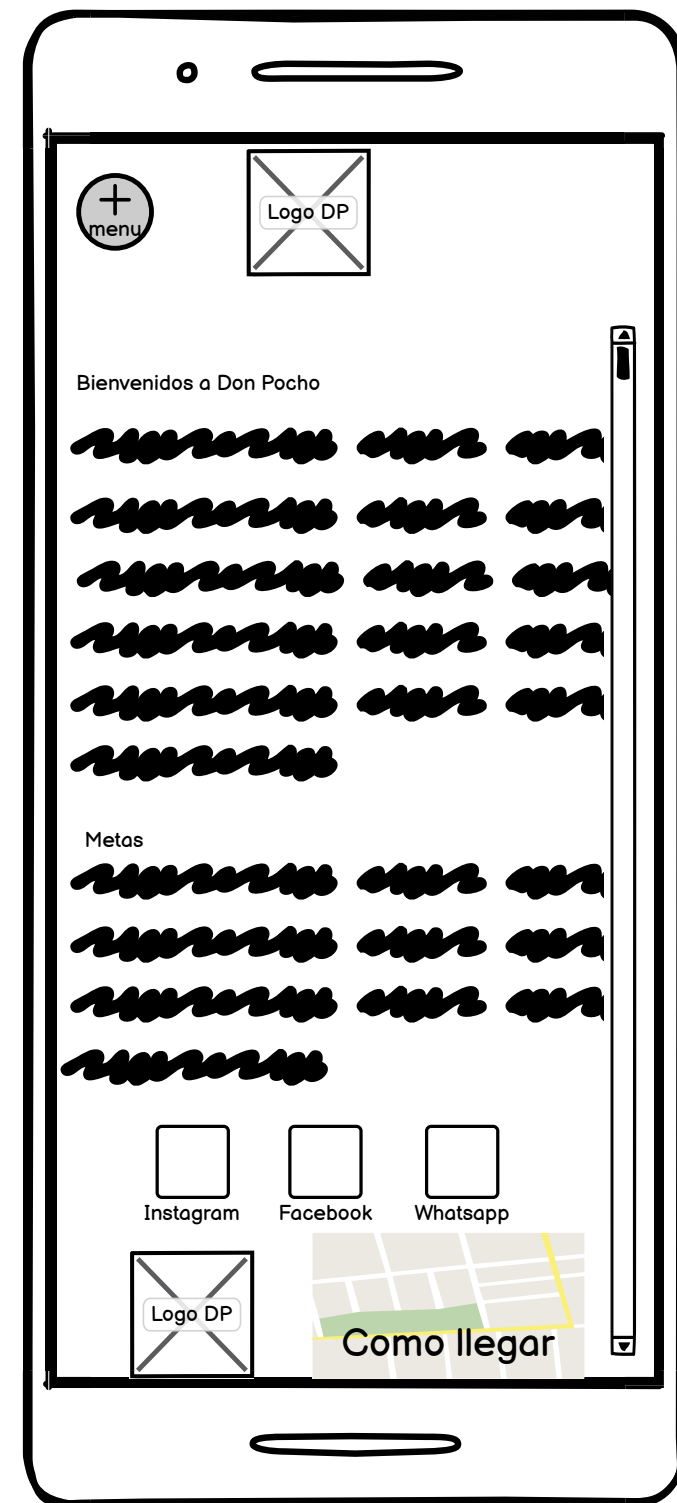 menu
Logo DP
Bienvenidos a Don Pocho
Metas
Instagram
Facebook
Whatsapp
Logo DP
Como llegar